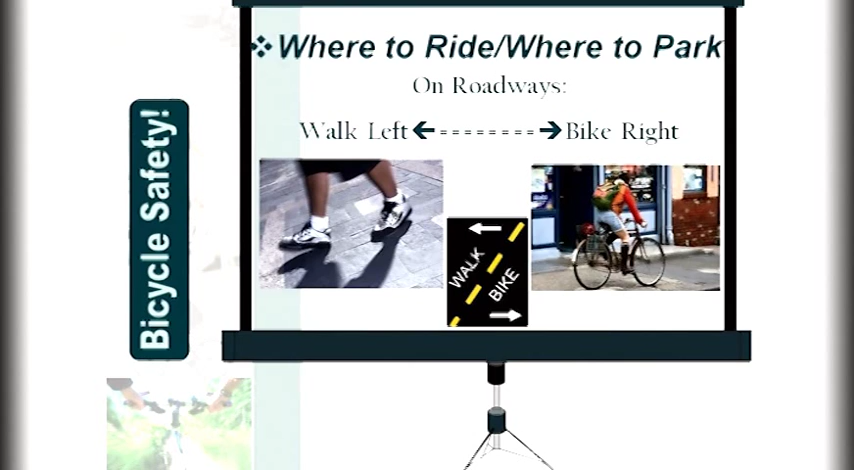 Where to Ride/Where to Park
On Roadways:
Walk Left Bike Right
Bicycle Safety!
WALK
BIKE